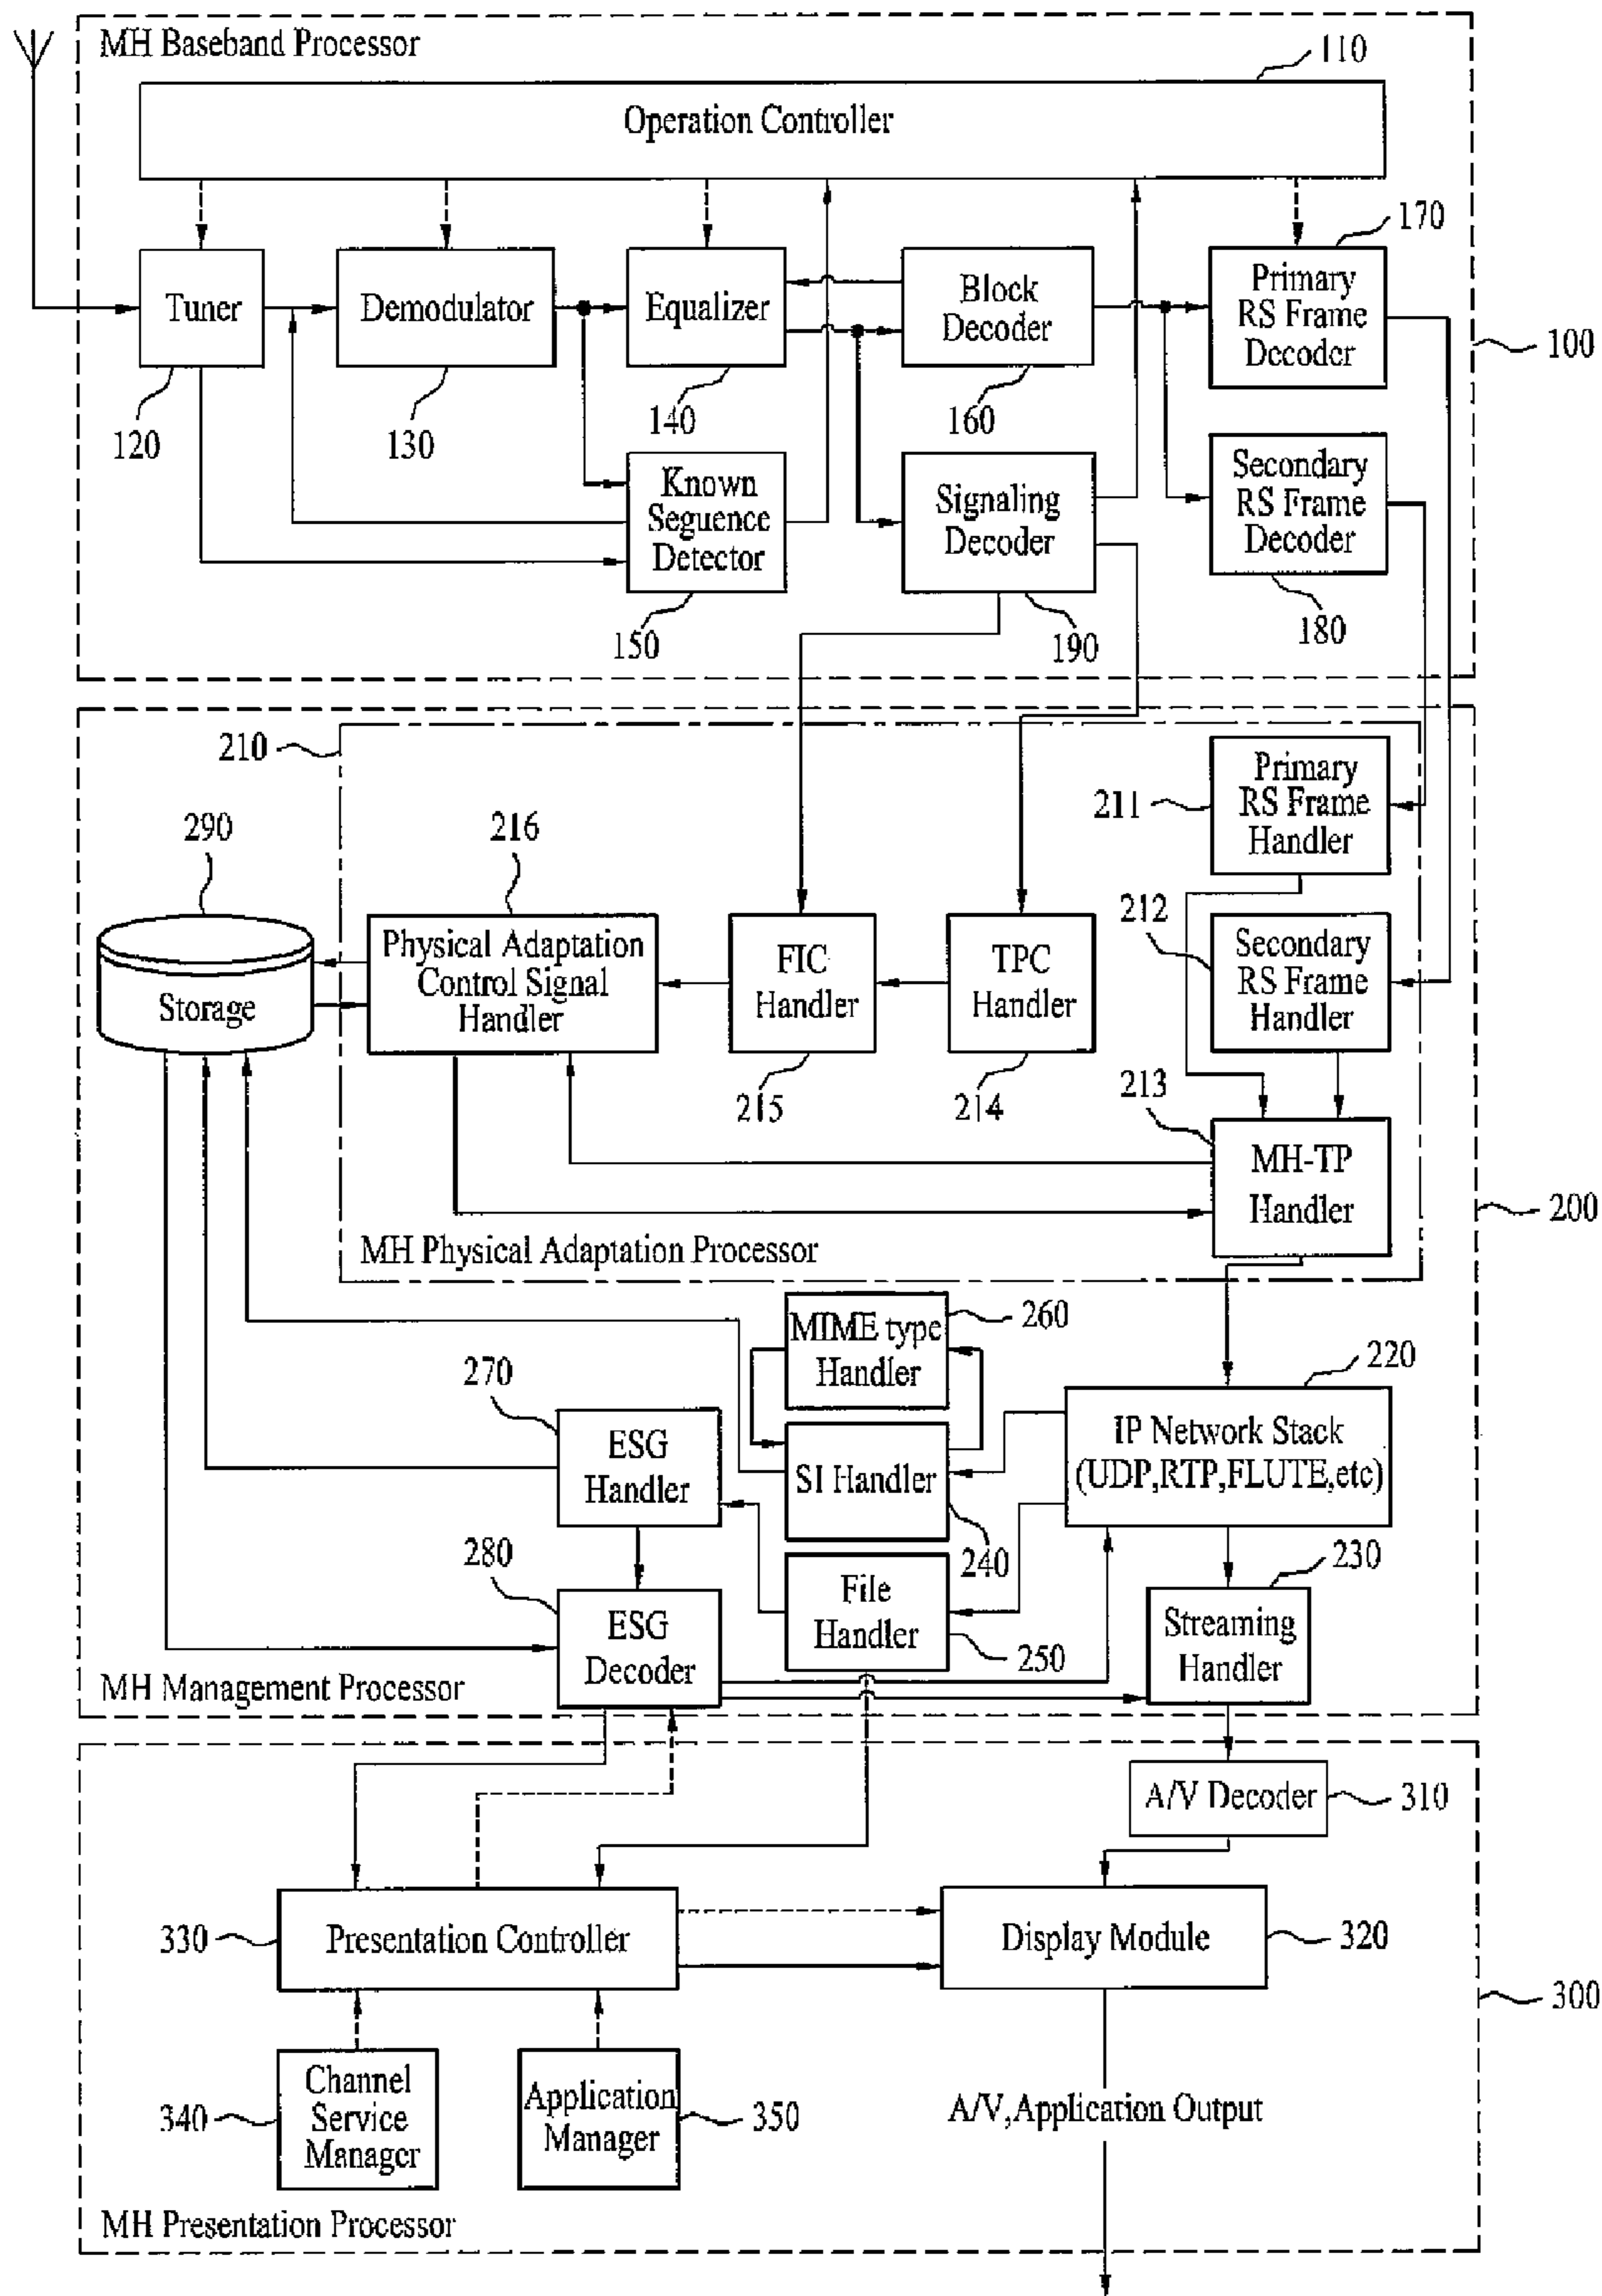 MH Baseband Processor
110
Operation Controller
170
Tuner
Demodulator
Equalizer
Block
Decoder
Primary
RS Frame
Decoder
100
120
130
140
160
Known
Seguence
Detector
Signaling
Decoder
Secondary
RS Frame
Decoder
150
190
180
210
Primary
RS Frame
Handler
211
290
216
212
Storage
Physical Adaptation
Control Signal
Handler
FIC
Handler
TPC
Handler
Secondary
RS Frame
Handler
215
214
213
MH-TP
Handler
200
MH Physical Adaptation Processor
MIME type
Handler
260
270
220
ESG
Handler
SI Handler
IP Network Stack
(UDP,RTP,FLUTE,etc)
280
240
230
ESG
Decoder
File
Handler
250
Streaming
Handler
MH Management Processor
A/V Decoder
310
330
Presentation Controller
Display Module
320
300
340
Channel
Service
Manager
Application
Manager
350
A/V,Application Output
MH Presentation Processor